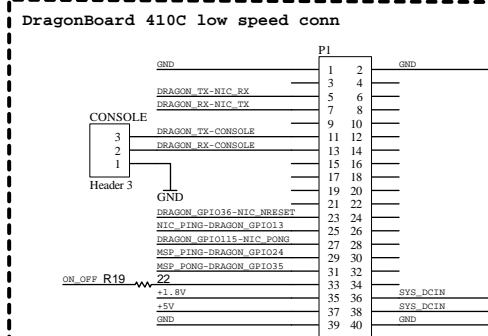 DragonBoard 410C low speed conn
P1
GND 1 2 GND
3 4
DRAGON_TX-NIC_RX 5 6
DRAGON_RX-NIC_TX 7 8
9 10
CONSOLE
3 DRAGON_TX-CONSOLE 11 12
2 DRAGON_RX-CONSOLE 13 14
1 15 16
Header 3
17 18
GND 19 20
21 22
DRAGON_GPIO36-NIC_NRESET 23 24
NIC_PING-DRAGON_GPIO13 25 26
DRAGON_GPIO115-NIC_PONG 27 28
MSP_PING-DRAGON_GPIO24 29 30
MSP_PONG-DRAGON_GPIO35 31 32
ON_OFF R19 22 33 34
+1.8V 35 36 SYS_DCIN
+5V 37 38 SYS_DCIN
GND 39 40 GND